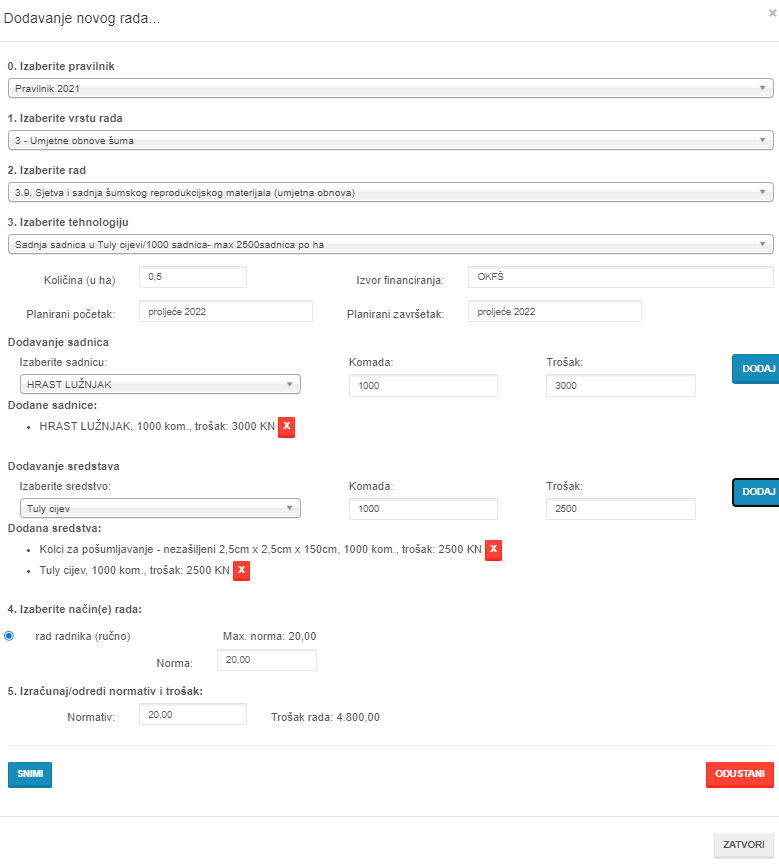 Dodavanje novog rada...
×
0. Izaberite pravilnik
Pravilnik 2021
1. Izaberite vrstu rada
3 - Umjetne obnove šuma
2. Izaberite rad
3.9. Sjetva i sadnja šumskog reprodukcijskog materijala (umjetna obnova)
3. Izaberite tehnologiju
Sadnja sadnica u Tuly cijevi/1000 sadnica- max 2500sadnica po ha
Količina (u ha) 0,5 Izvor financiranja: OKFŠ
Planirani početak: proljeće 2022 Planirani završetak: proljeće 2022
Dodavanje sadnica
Izaberite sadnicu: Komada: Trošak:
HRAST LUŽNJAK 1000 3000 DODAJ
Dodane sadnice:
• HRAST LUŽNJAK, 1000 kom., trošak: 3000 KN X
Dodavanje sredstava
Izaberite sredstvo: Komada: Trošak:
Tuly cijev 1000 2500 DODAJ
Dodana sredstva:
• Kolci za pošumljavanje - nezašiljeni 2,5cm x 2,5cm x 150cm, 1000 kom., trošak: 2500 KN X
• Tuly cijev, 1000 kom., trošak: 2500 KN X
4. Izaberite način(e) rada:
rad radnika (ručno) Max. norma: 20,00
Norma: 20,00
5. Izračunaj/odredi normativ i trošak:
Normativ: 20,00 Trošak rada: 4.800,00
SNIMI ODUSTANI
ZATVORI